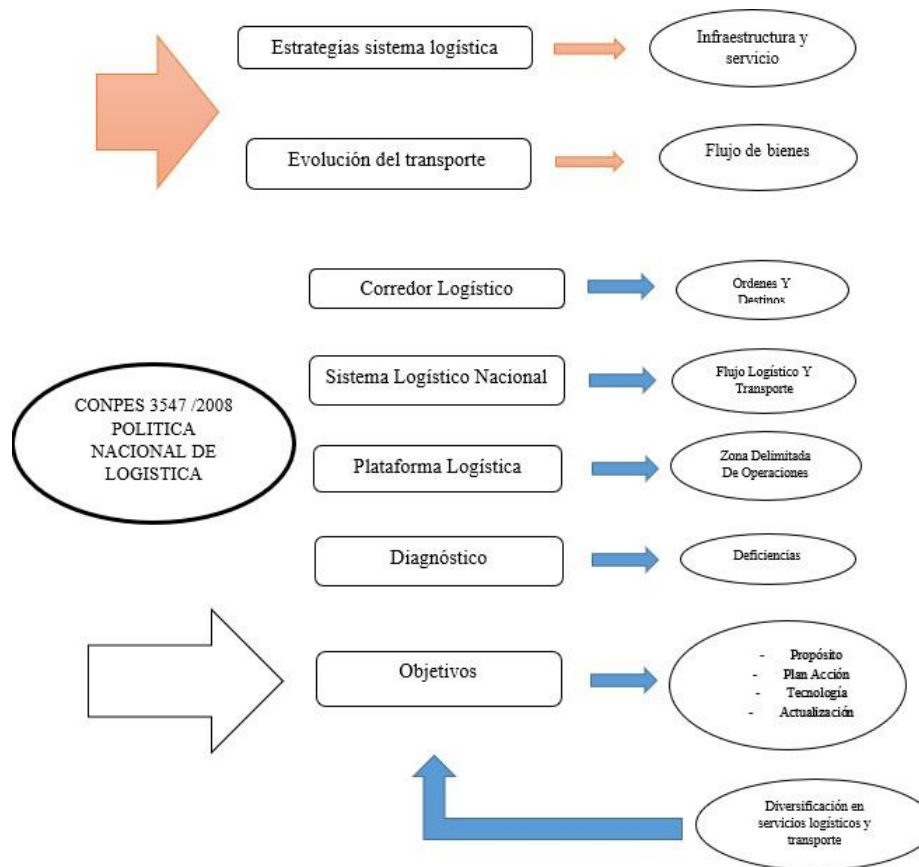 Estrategias sistema logística
Infraestructura y
servicio
Evolución del transporte
Flujo de bienes
Corredor Logístico
Ordenes Y
Destinos
Sistema Logístico Nacional
Flujo Logístico Y
Transporte
CONPES 3547 /2008
POLITICA
NACIONAL DE
LOGISTICA
Plataforma Logística
Zona Delimitada
De Operaciones
Diagnóstico
Deficiencias
Objetivos
- Propósito
- Plan Acción
- Tecnología
- Actualización
Diversificación en
servicios logísticos y
transporte